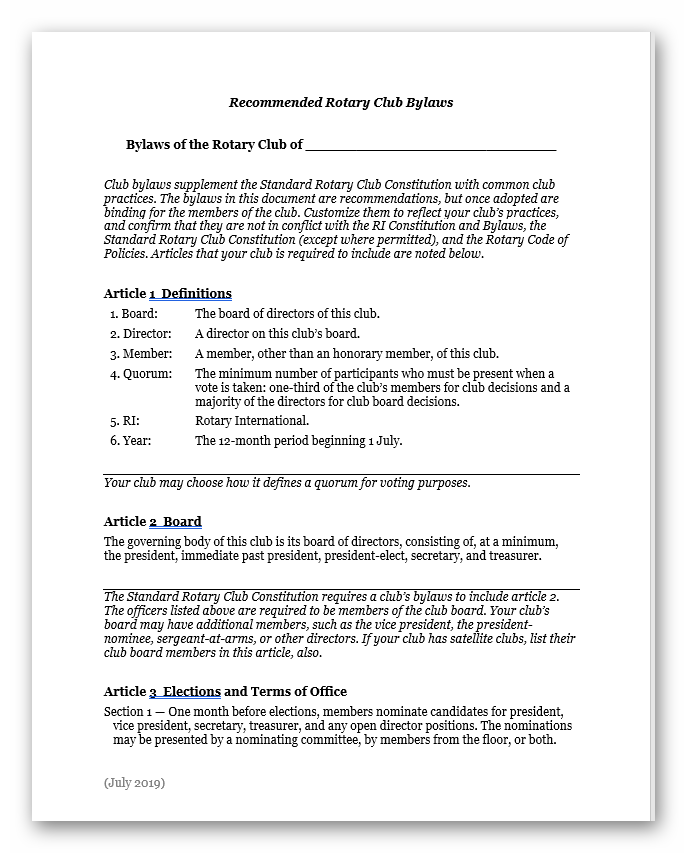 Recommended Rotary Club Bylaws
Bylaws of the Rotary Club of ____________________________________
Club bylaws supplement the Standard Rotary Club Constitution with common club
practices. The bylaws in this document are recommendations, but once adopted are
binding for the members of the club. Customize them to reflect your club's practices,
and confirm that they are not in conflict with the RI Constitution and Bylaws, the
Standard Rotary Club Constitution (except where permitted), and the Rotary Code of
Policies. Articles that your club is required to include are noted below.
Article 1 Definitions
1. Board: The board of directors of this club.
2. Director: A director on this club's board.
3. Member: A member, other than an honorary member, of this club.
4. Quorum: The minimum number of participants who must be present when a
vote is taken: one-third of the club's members for club decisions and a
majority of the directors for club board decisions.
5. RI: Rotary International.
6. Year: The 12-month period beginning 1 July.
Your club may choose how it defines a quorum for voting purposes.
Article 2 Board
The governing body of this club is its board of directors, consisting of, at a minimum,
the president, immediate past president, president-elect, secretary, and treasurer.
The Standard Rotary Club Constitution requires a club's bylaws to include article 2.
The officers listed above are required to be members of the club board. Your club's
board may have additional members, such as the vice president, the president-
nominee, sergeant-at-arms, or other directors. If your club has satellite clubs, list their
club board members in this article, also.
Article 3 Elections and Terms of Office
Section 1 — One month before elections, members nominate candidates for president,
vice president, secretary, treasurer, and any open director positions. The nominations
may be presented by a nominating committee, by members from the floor, or both.
(July 2019)